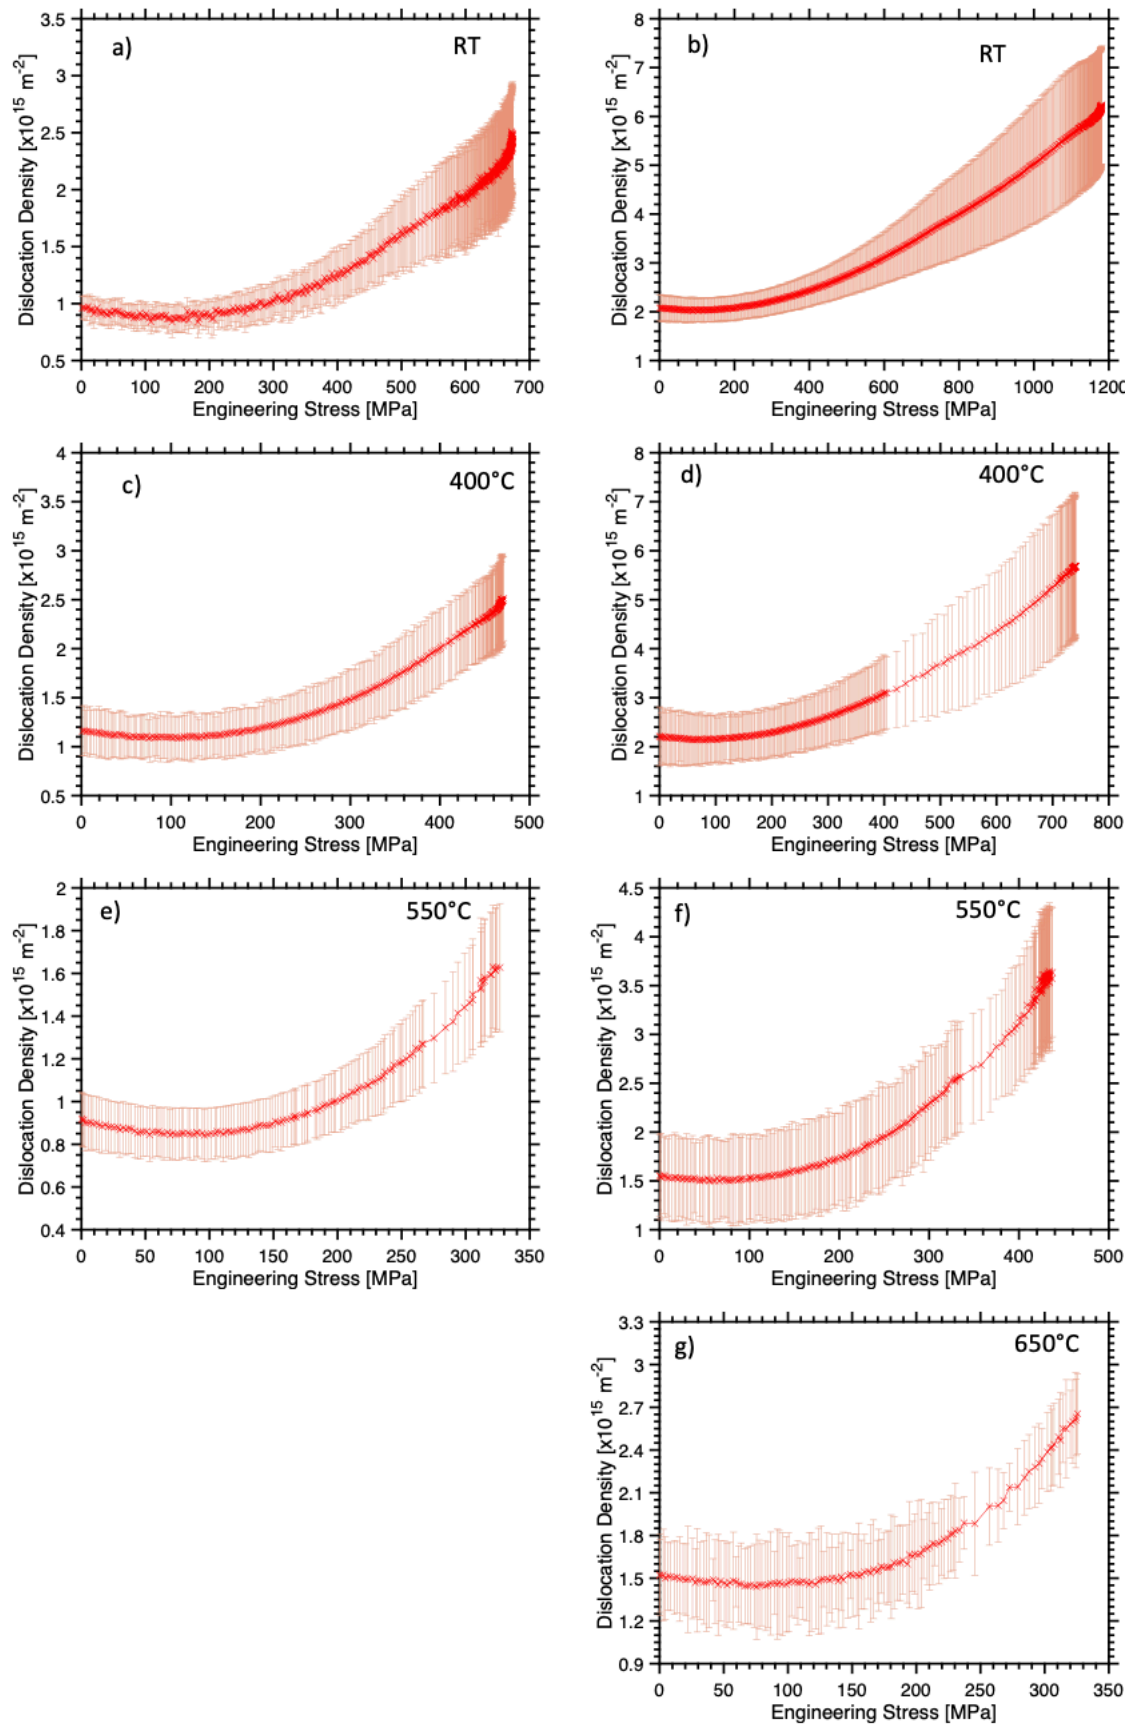 a) RT
3.5
3
2.5
2
1.5
1
0.5
Dislocation Density [x10¹⁵ m⁻²]
0 100 200 300 400 500 600 700
Engineering Stress [MPa]
b) RT
8
7
6
5
4
3
2
1
Dislocation Density [x10¹⁵ m⁻²]
0 200 400 600 800 1000 1200
Engineering Stress [MPa]
c) 400°C
4
3.5
3
2.5
2
1.5
1
0.5
Dislocation Density [x10¹⁵ m⁻²]
0 100 200 300 400 500
Engineering Stress [MPa]
d) 400°C
8
7
6
5
4
3
2
1
Dislocation Density [x10¹⁵ m⁻²]
0 100 200 300 400 500 600 700 800
Engineering Stress [MPa]
e) 550°C
2
1.8
1.6
1.4
1.2
1
0.8
0.6
0.4
Dislocation Density [x10¹⁵ m⁻²]
0 50 100 150 200 250 300 350
Engineering Stress [MPa]
f) 550°C
4.5
4
3.5
3
2.5
2
1.5
1
Dislocation Density [x10¹⁵ m⁻²]
0 100 200 300 400 500
Engineering Stress [MPa]
g) 650°C
3.3
3
2.7
2.4
2.1
1.8
1.5
1.2
0.9
Dislocation Density [x10¹⁵ m⁻²]
0 50 100 150 200 250 300 350
Engineering Stress [MPa]